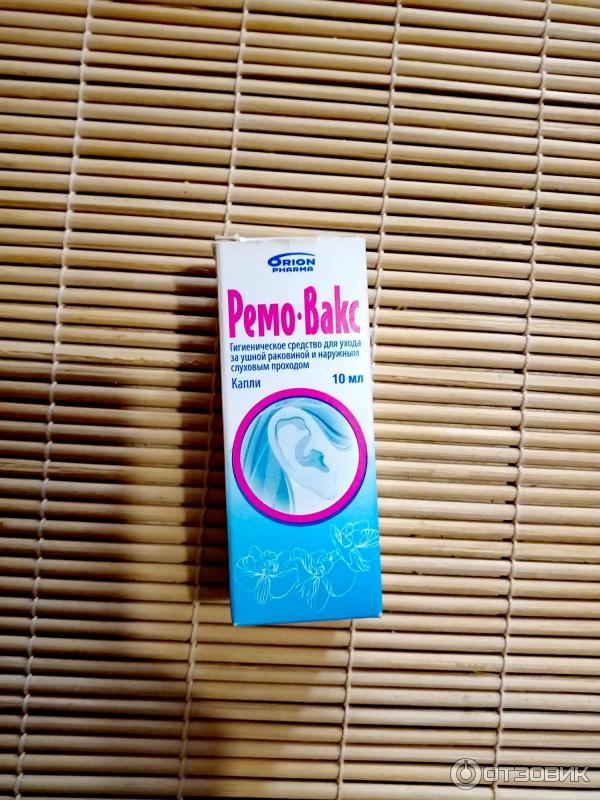 ORION
PHARMA
Ремо-Вакс
Гигиеническое средство для ухода
за ушной раковиной и наружным
слуховым проходом
Капли 10 мл
ОТЗОВИК